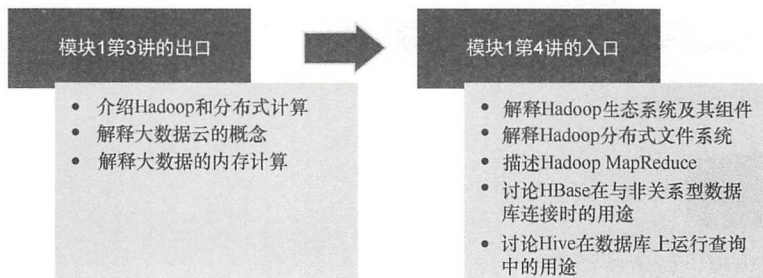 模块1第3讲的出口
• 介绍Hadoop和分布式计算
• 解释大数据云的概念
• 解释大数据的内存计算
模块1第4讲的入口
• 解释Hadoop生态系统及其组件
• 解释Hadoop分布式文件系统
• 描述Hadoop MapReduce
• 讨论HBase在与非关系型数据
库连接时的用途
• 讨论Hive在数据库上运行查询
中的用途